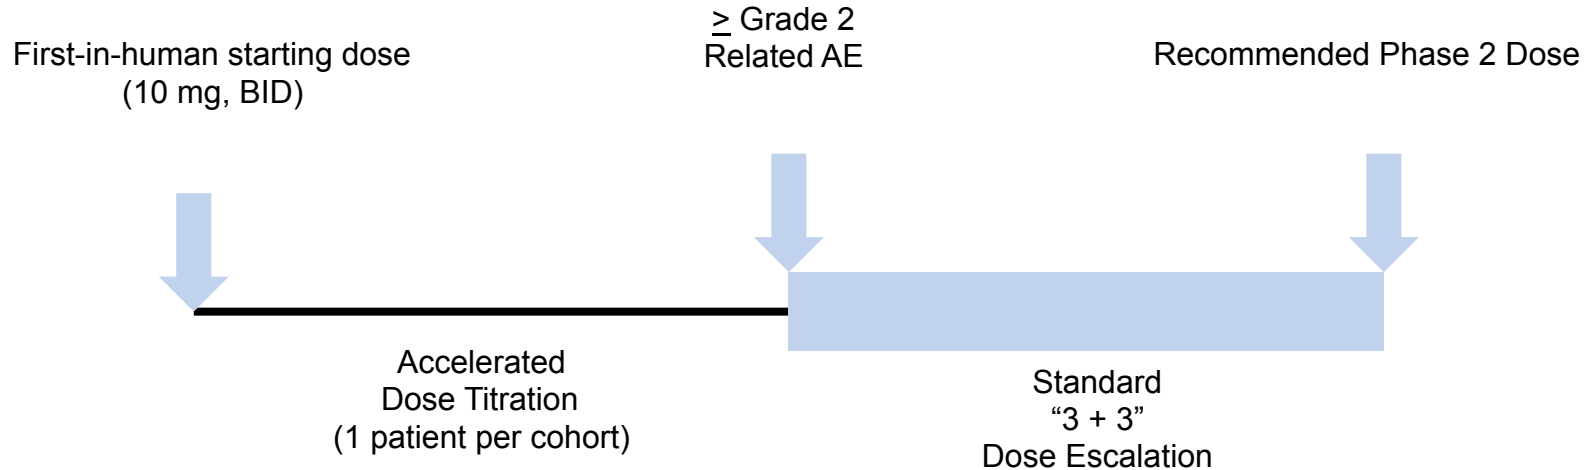 First-in-human starting dose
(10 mg, BID)
≥ Grade 2
Related AE
Recommended Phase 2 Dose
Accelerated
Dose Titration
(1 patient per cohort)
Standard
“3 + 3”
Dose Escalation